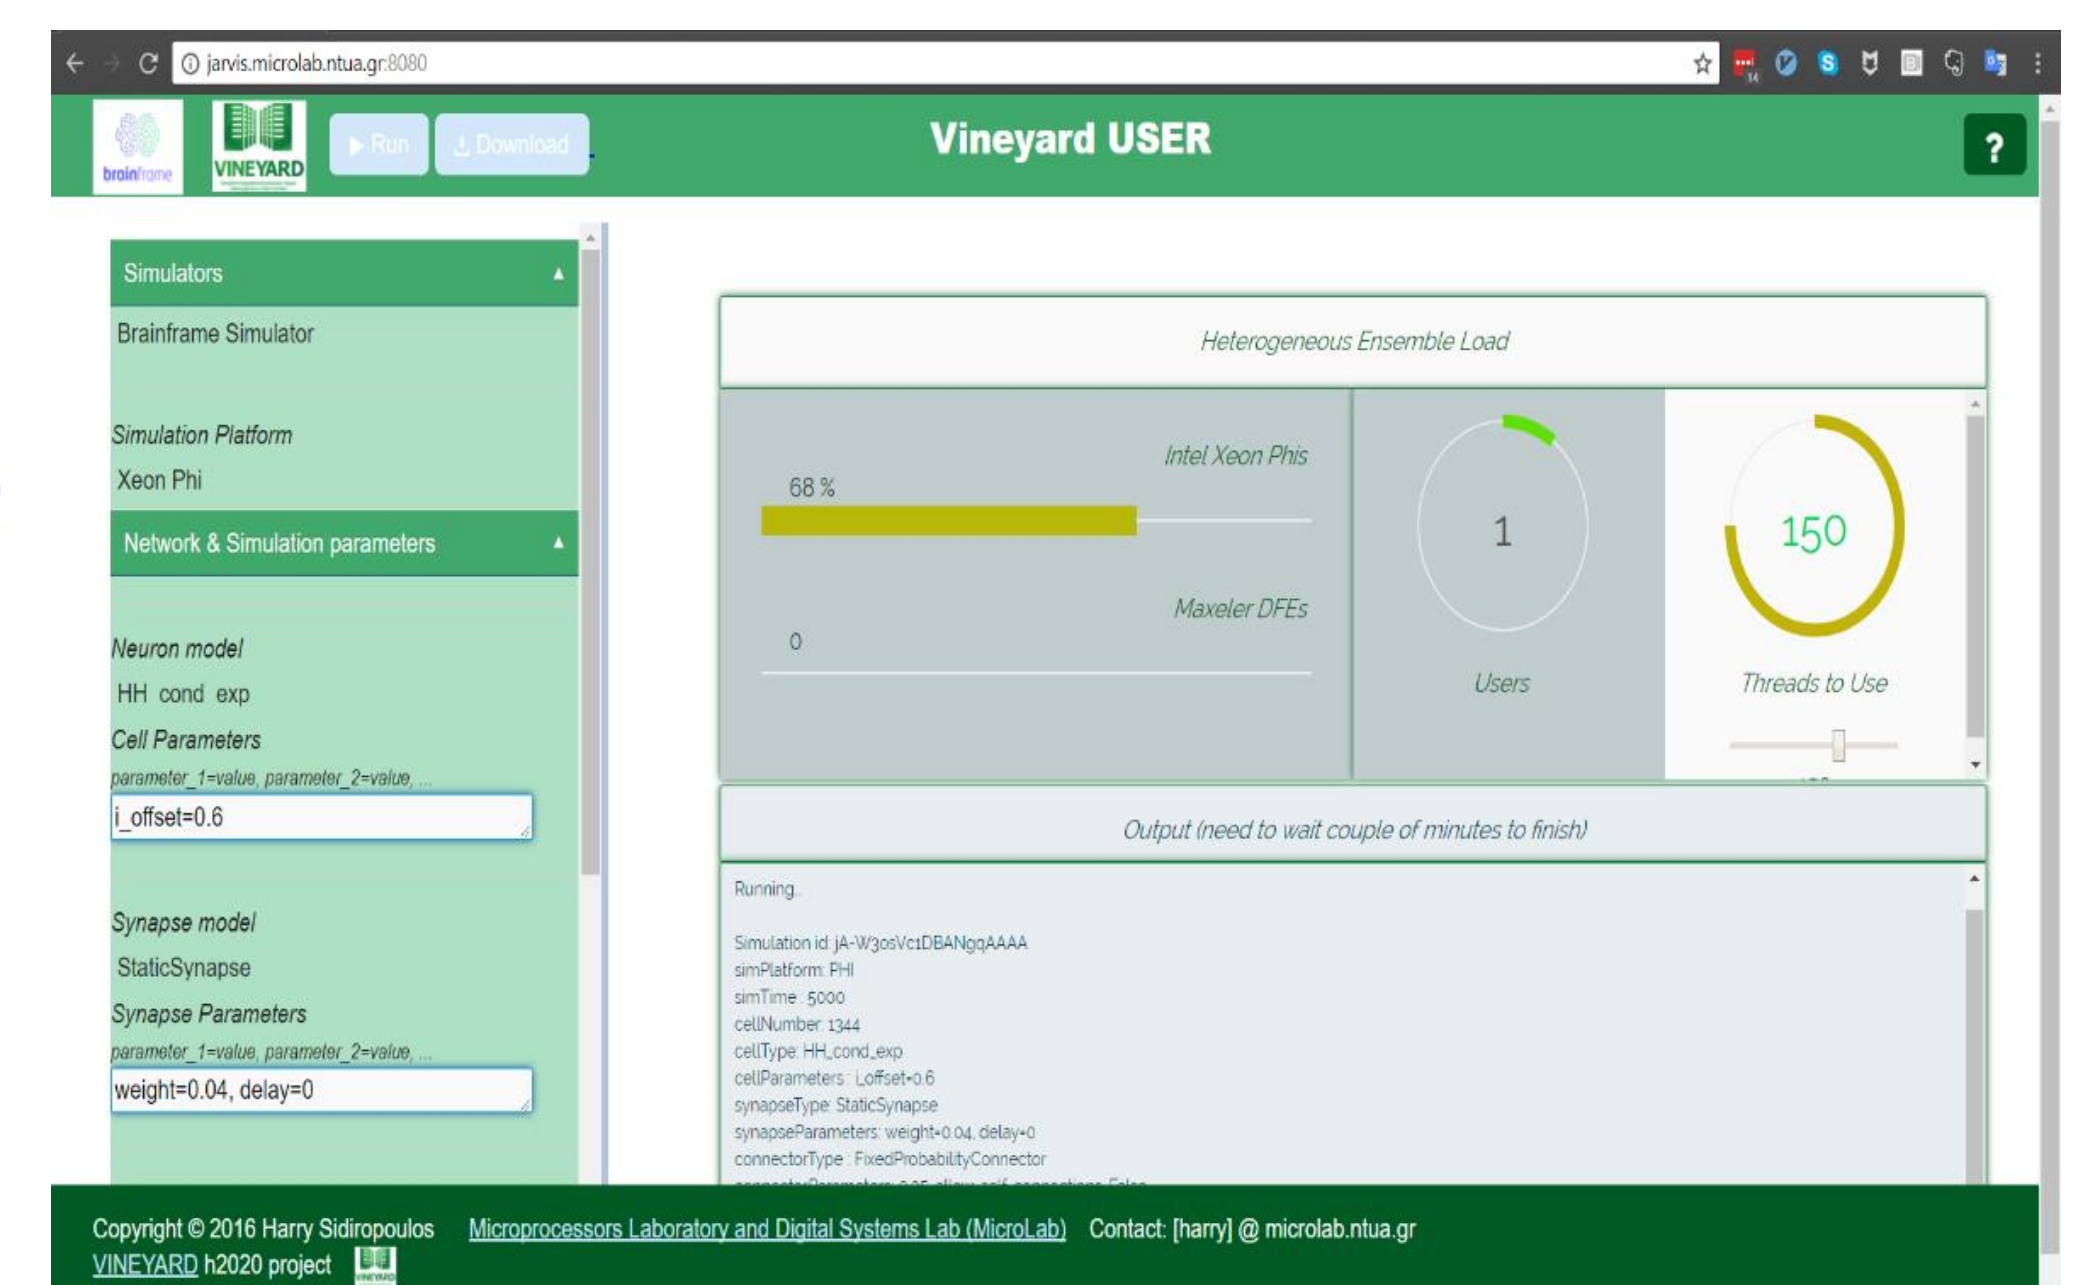 jarvis.microlab.ntua.gr:8080
14
brainframe
VINEYARD
Run
Download
Vineyard USER
?
Simulators
Brainframe Simulator
Simulation Platform
Xeon Phi
Network & Simulation parameters
Neuron model
HH cond exp
Cell Parameters
parameter_1=value, parameter_2=value, ...
i_offset=0.6
Synapse model
StaticSynapse
Synapse Parameters
parameter_1=value, parameter_2=value, ...
weight=0.04, delay=0
Heterogeneous Ensemble Load
Intel Xeon Phis
68 %
Maxeler DFEs
0
1
Users
150
Threads to Use
Output (need to wait couple of minutes to finish)
Running...
Simulation id: jA-W3osVc1DBANgqAAAA
simPlatform: PHI
simTime : 5000
cellNumber: 1344
cellType: HH_cond_exp
cellParameters : i_offset=0.6
synapseType: StaticSynapse
synapseParameters: weight=0.04, delay=0
connectorType : FixedProbabilityConnector
Copyright © 2016 Harry Sidiropoulos Microprocessors Laboratory and Digital Systems Lab (MicroLab) Contact: [harry] @ microlab.ntua.gr
VINEYARD h2020 project
VINEYARD